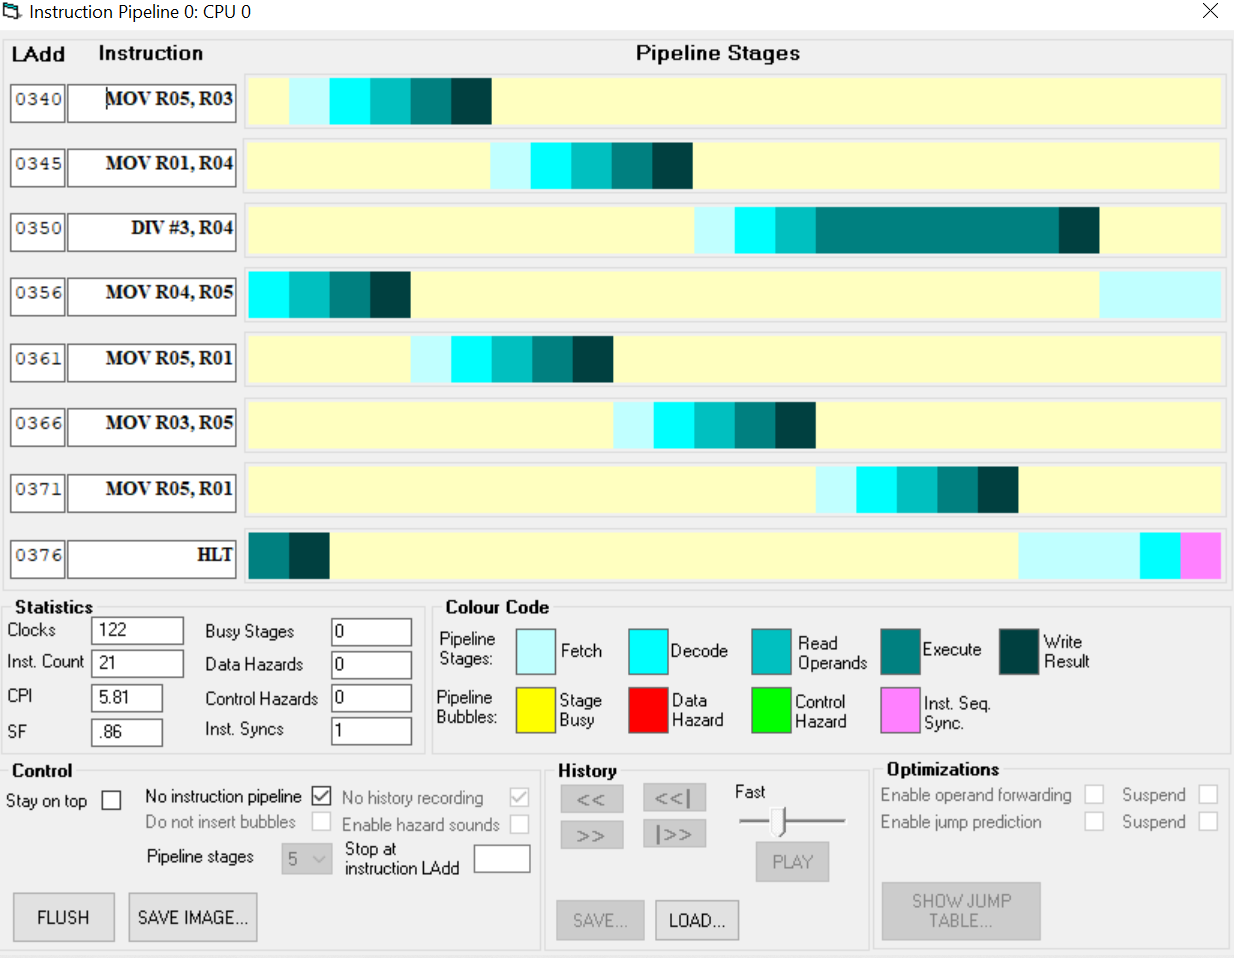 Instruction Pipeline 0: CPU 0
LAdd Instruction Pipeline Stages
0340 MOV R05, R03
0345 MOV R01, R04
0350 DIV #3, R04
0356 MOV R04, R05
0361 MOV R05, R01
0366 MOV R03, R05
0371 MOV R05, R01
0376 HLT
Statistics
Clocks 122 Busy Stages 0
Inst. Count 21 Data Hazards 0
CPI 5.81 Control Hazards 0
SF .86 Inst. Syncs 1
Colour Code
Pipeline Stages: Fetch Decode Read Operands Execute Write Result
Pipeline Bubbles: Stage Busy Data Hazard Control Hazard Inst. Seq. Sync.
Control
Stay on top No instruction pipeline No history recording
Do not insert bubbles Enable hazard sounds
Pipeline stages 5 Stop at instruction LAdd
FLUSH SAVE IMAGE...
History
<< <<| Fast
>> |>>
PLAY
SAVE... LOAD...
Optimizations
Enable operand forwarding Suspend
Enable jump prediction Suspend
SHOW JUMP
TABLE...